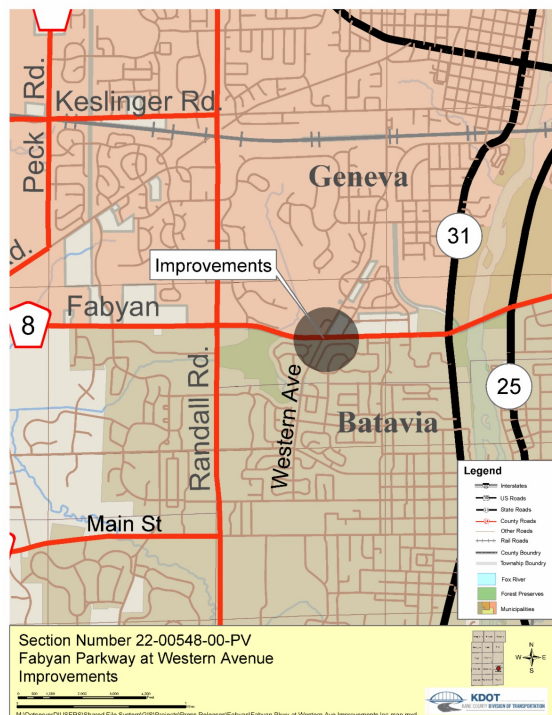 Keslinger Rd.
Peck Rd.
Geneva
31
Rd.
Improvements
Fabyan
8
Randall Rd.
Western Ave
25
Batavia
Main St
Legend
Interstates
US Roads
State Roads
County Roads
Other Roads
Rail Roads
County Boundry
Township Boundry
Fox River
Forest Preserves
Municipalities
Section Number 22-00548-00-PV
Fabyan Parkway at Western Avenue
Improvements
N
W E
S
KDOT
KANE COUNTY DIVISION OF TRANSPORTATION